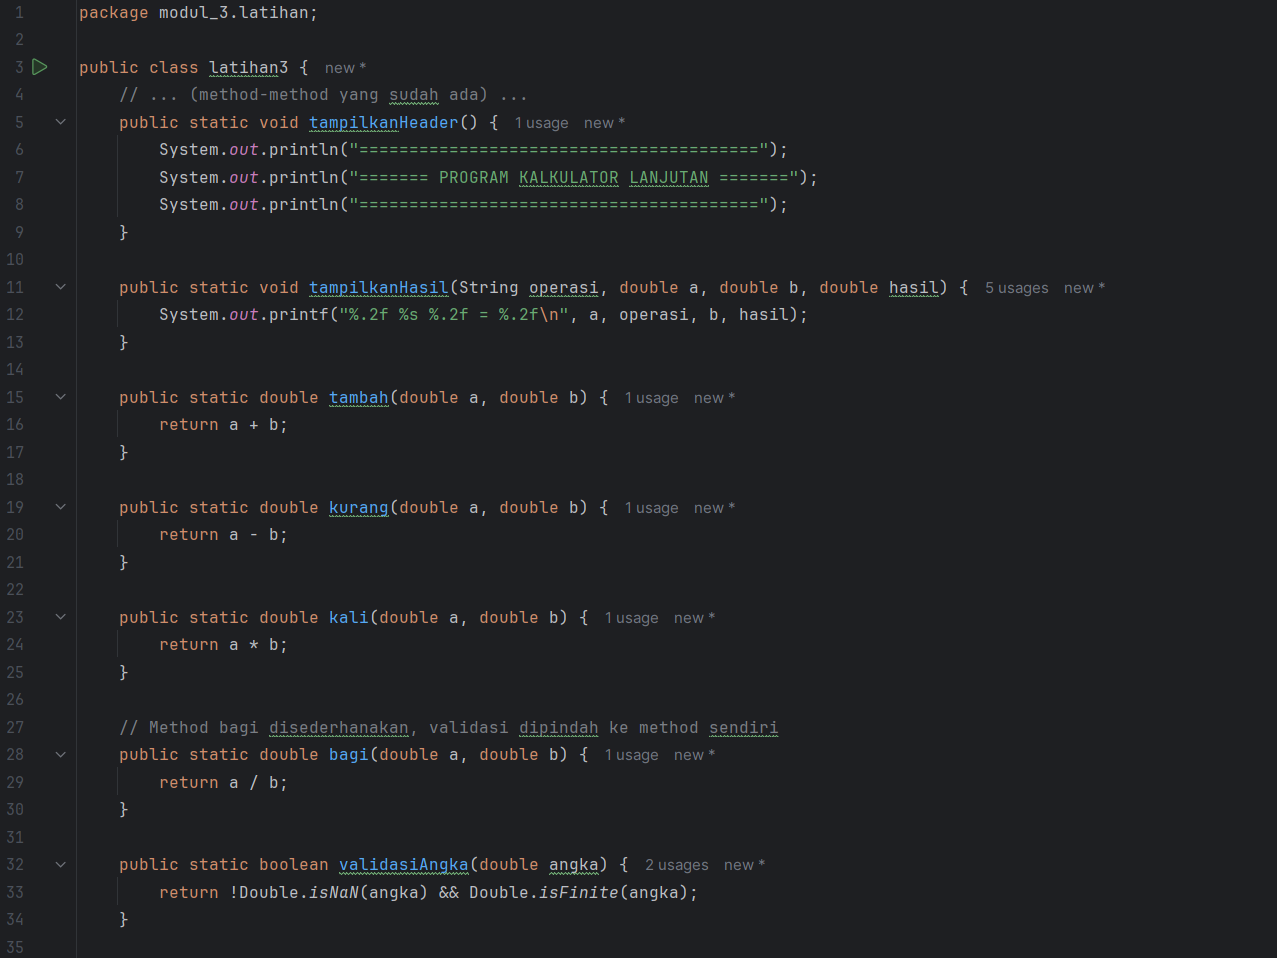 1 package modul_3.latihan;
2
3 public class latihan3 { new *
4 // ... (method-method yang sudah ada) ...
5 public static void tampilkanHeader() { 1 usage new *
6 System.out.println("========================================");
7 System.out.println("======= PROGRAM KALKULATOR LANJUTAN =======");
8 System.out.println("========================================");
9 }
10
11 public static void tampilkanHasil(String operasi, double a, double b, double hasil) { 5 usages new *
12 System.out.printf("%.2f %s %.2f = %.2f\n", a, operasi, b, hasil);
13 }
14
15 public static double tambah(double a, double b) { 1 usage new *
16 return a + b;
17 }
18
19 public static double kurang(double a, double b) { 1 usage new *
20 return a - b;
21 }
22
23 public static double kali(double a, double b) { 1 usage new *
24 return a * b;
25 }
26
27 // Method bagi disederhanakan, validasi dipindah ke method sendiri
28 public static double bagi(double a, double b) { 1 usage new *
29 return a / b;
30 }
31
32 public static boolean validasiAngka(double angka) { 2 usages new *
33 return !Double.isNaN(angka) && Double.isFinite(angka);
34 }
35